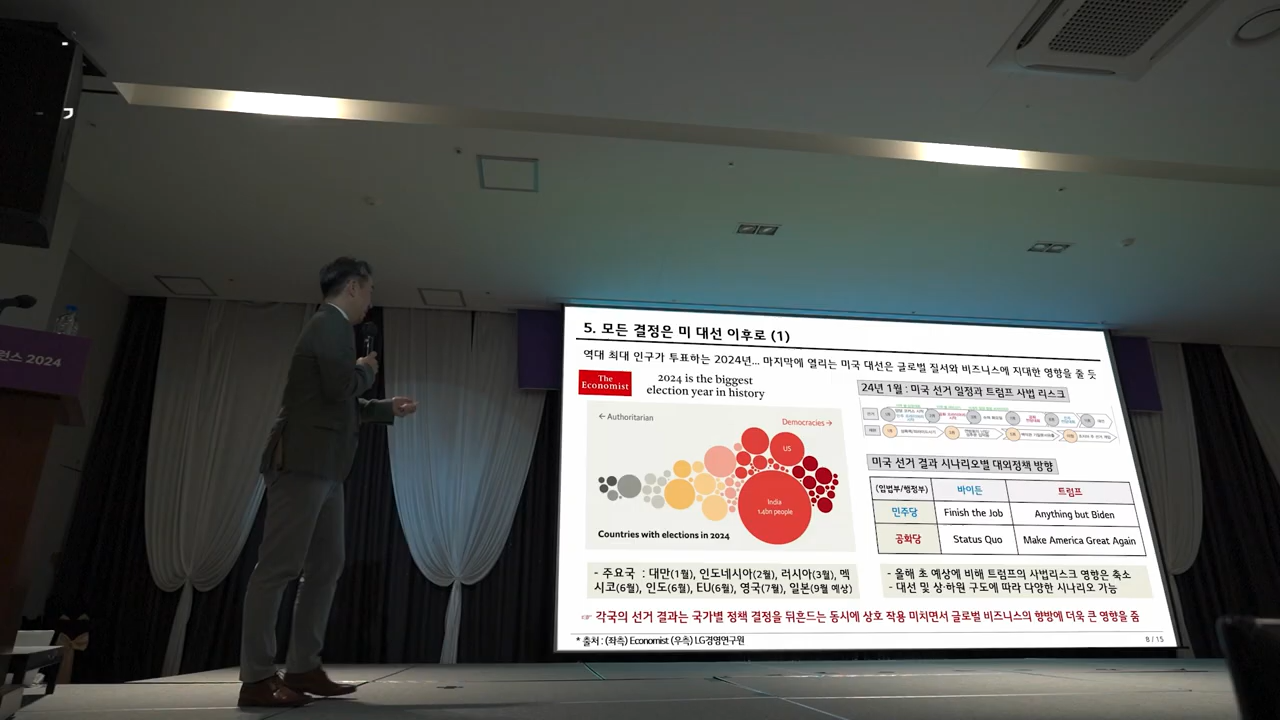 런스 2024
5. 모든 결정은 미 대선 이후로 (1)
역대 최대 인구가 투표하는 2024년... 마지막에 열리는 미국 대선은 글로벌 질서와 비즈니스에 지대한 영향을 줄 듯
The
Economist
2024 is the biggest
election year in history
← Authoritarian
Democracies →
US
India
1.4bn people
Countries with elections in 2024
- 주요국 : 대만(1월), 인도네시아(2월), 러시아(3월), 멕
시코(6월), 인도(6월), EU(6월), 영국(7월), 일본(9월 예상)
24년 1월 : 미국 선거 일정과 트럼프 사법 리스크
미국 선거 결과 시나리오별 대외정책 방향
(입법부/행정부) 바이든 트럼프
민주당 Finish the Job Anything but Biden
공화당 Status Quo Make America Great Again
- 올해 초 예상에 비해 트럼프의 사법리스크 영향은 축소
- 대선 및 상·하원 구도에 따라 다양한 시나리오 가능
☞ 각국의 선거 결과는 국가별 정책 결정을 뒤흔드는 동시에 상호 작용 미치면서 글로벌 비즈니스의 향방에 더욱 큰 영향을 줌
* 출처 : (좌측) Economist (우측) LG경영연구원
8 / 15